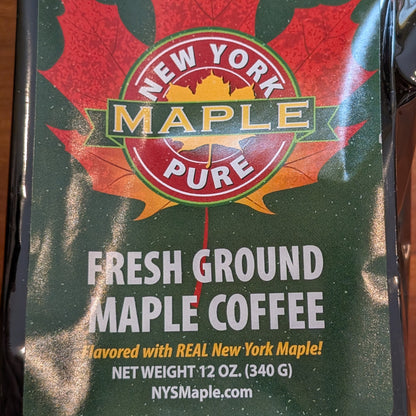 NEW YORK
MAPLE
PURE
FRESH GROUND
MAPLE COFFEE
Flavored with REAL New York Maple!
NET WEIGHT 12 OZ. (340 G)
NYSMaple.com